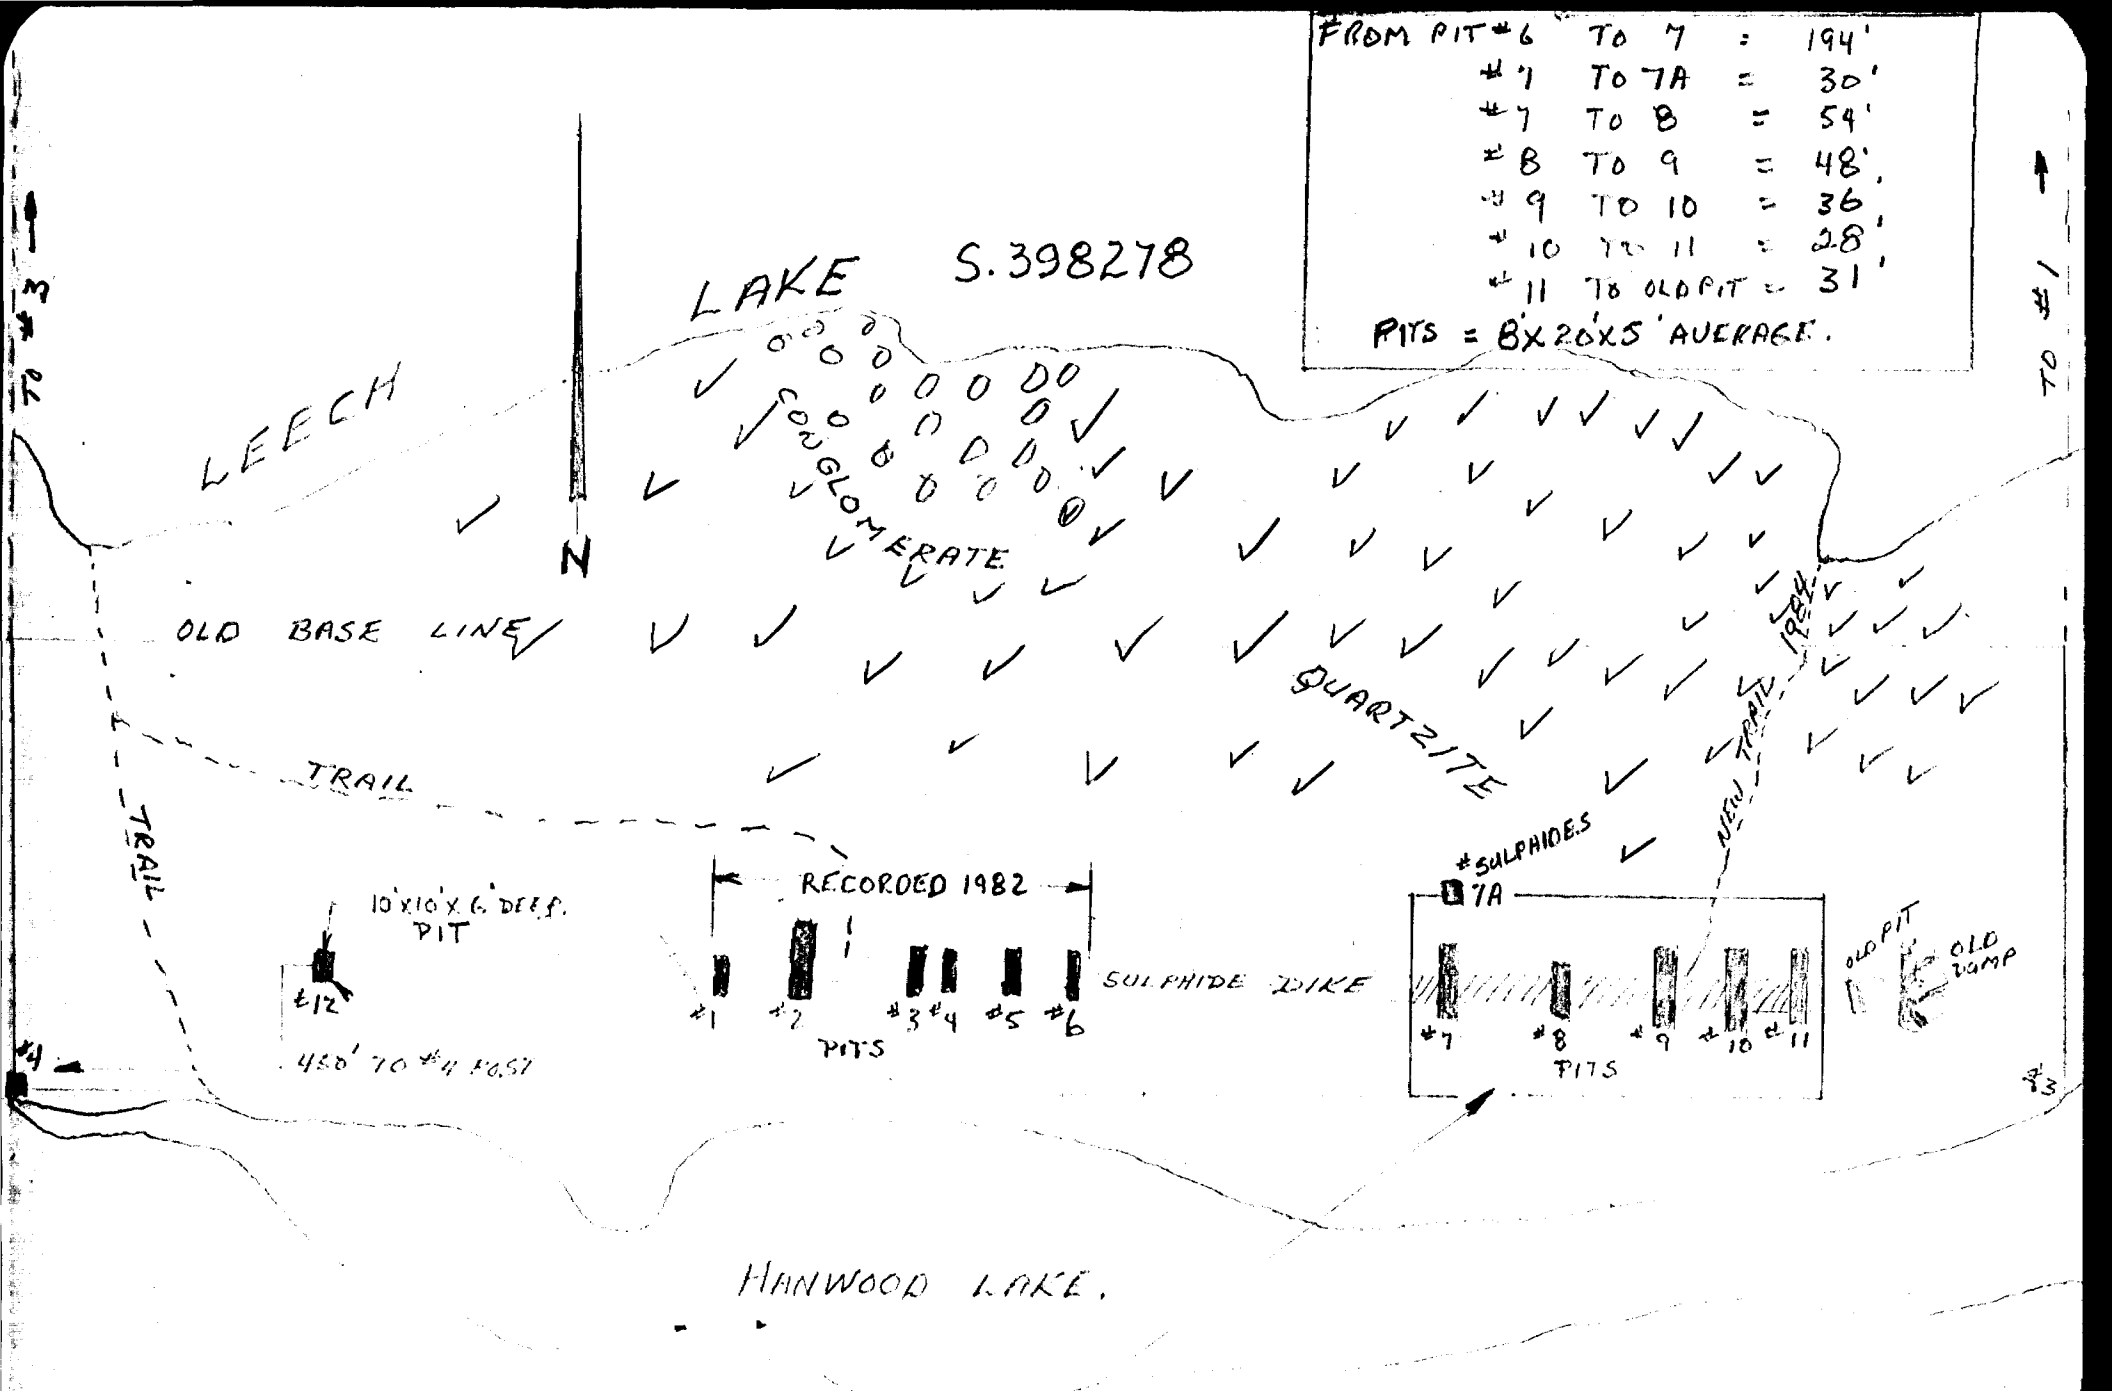 FROM PIT #6 TO 7 = 194'
#7 TO 7A = 30'
#7 TO 8 = 54'
#8 TO 9 = 48'
#9 TO 10 = 36'
#10 TO 11 = 28'
#11 TO OLD PIT = 31'
PITS = 8'X20'X5' AVERAGE.
TO #3
TO #1
LEECH LAKE
S.398278
CONGLOMERATE
N
OLD BASE LINE
QUARTZITE
NEW TRAIL 1984
TRAIL
TRAIL
#SULPHIDES
7A
RECORDED 1982
10'X10'X6' DEEP.
PIT
OLD PIT
OLD DUMP
SULPHIDE DIKE
#12
#1 #2 #3 #4 #5 #6
PITS
#7 #8 #9 #10 #11
PITS
#4
TO #4 POST
#3
HANWOOD LAKE.